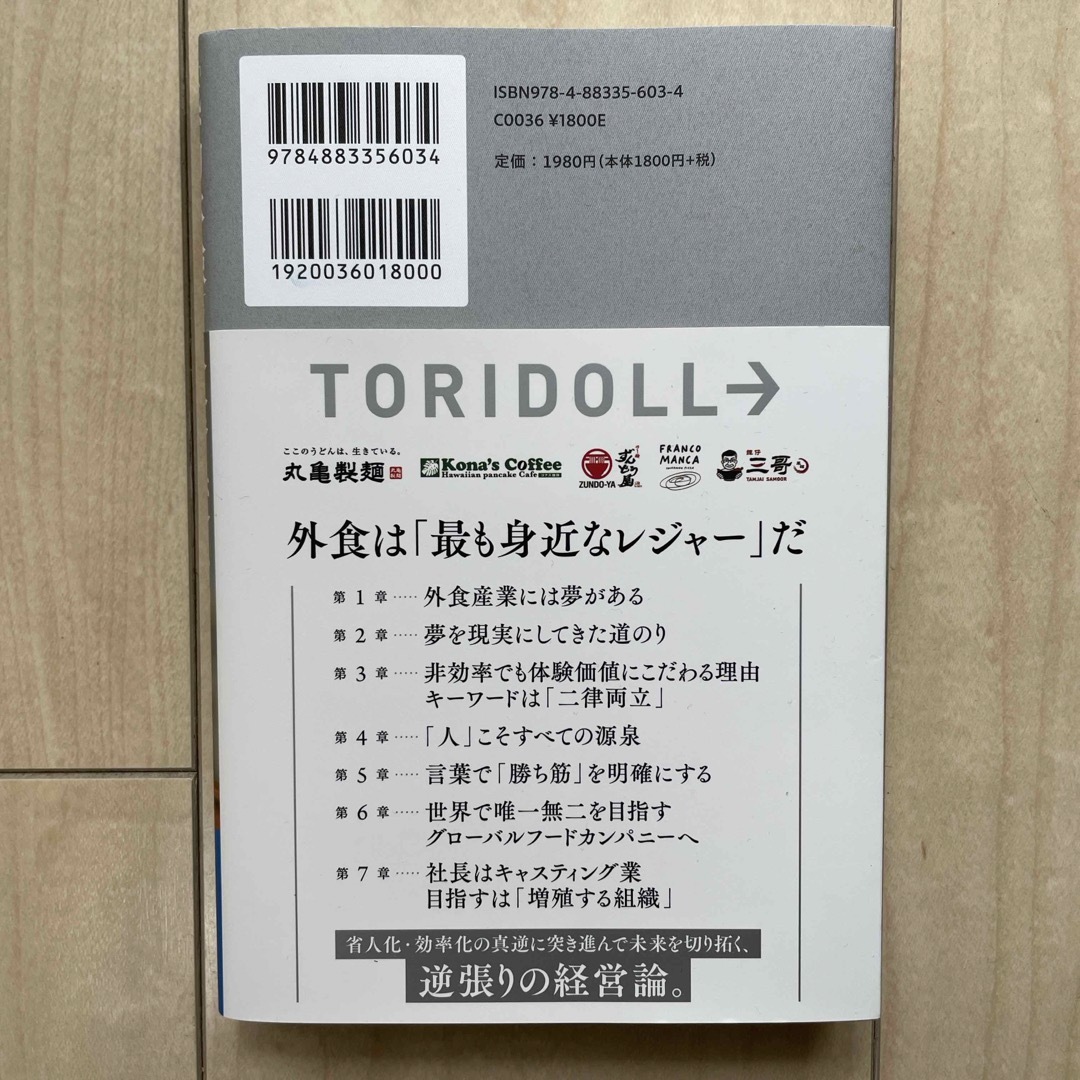 ISBN978-4-88335-603-4
C0036 ¥1800E
9784883356034
定価：1980円（本体1800円+税）
1920036018000
TORIDOLL→
ここのうどんは、生きている。
丸亀製麺
Kona's Coffee
Hawaiian pancake Cafe
ずんどう屋
ZUNDO-YA
FRANCO
MANCA
譚仔
三哥
TAMJAI SAMGOR
外食は「最も身近なレジャー」だ
第1章……外食産業には夢がある
第2章……夢を現実にしてきた道のり
第3章……非効率でも体験価値にこだわる理由
キーワードは「二律両立」
第4章……「人」こそすべての源泉
第5章……言葉で「勝ち筋」を明確にする
第6章……世界で唯一無二を目指す
グローバルフードカンパニーへ
第7章……社長はキャスティング業
目指すは「増殖する組織」
省人化・効率化の真逆に突き進んで未来を切り拓く、
逆張りの経営論。